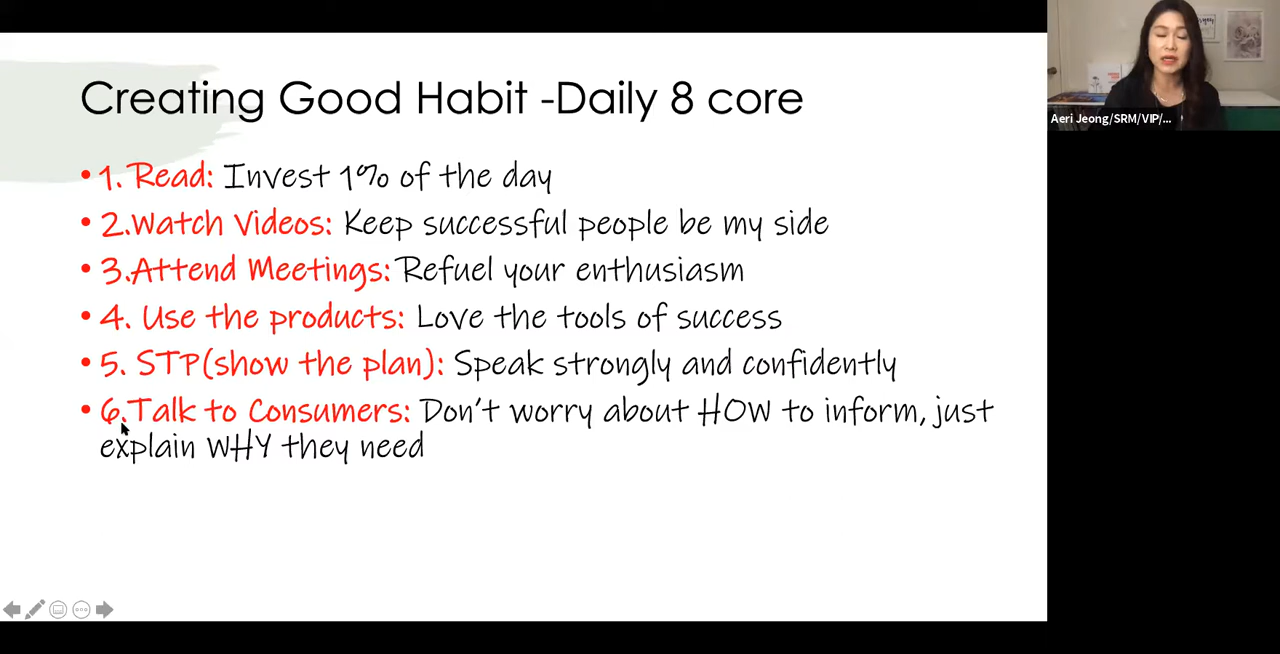 Creating Good Habit -Daily 8 core
• 1. Read: Invest 1% of the day
• 2.Watch Videos: Keep successful people be my side
• 3.Attend Meetings: Refuel your enthusiasm
• 4. Use the products: Love the tools of success
• 5. STP(show the plan): Speak strongly and confidently
• 6.Talk to Consumers: Don't worry about HOW to inform, just
explain WHY they need
Aeri Jeong/SRM/VIP/...